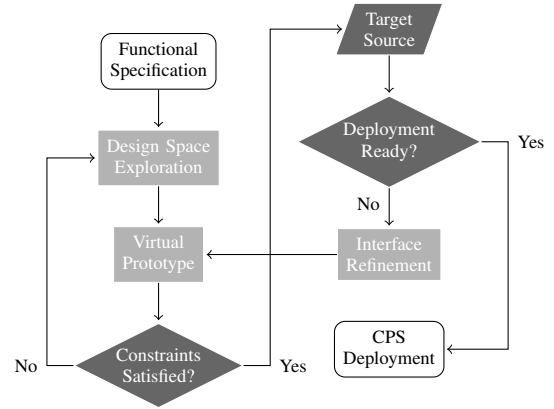 Functional
Specification
Design Space
Exploration
Virtual
Prototype
Constraints
Satisfied?
No
Yes
Target
Source
Deployment
Ready?
Yes
No
Interface
Refinement
CPS
Deployment